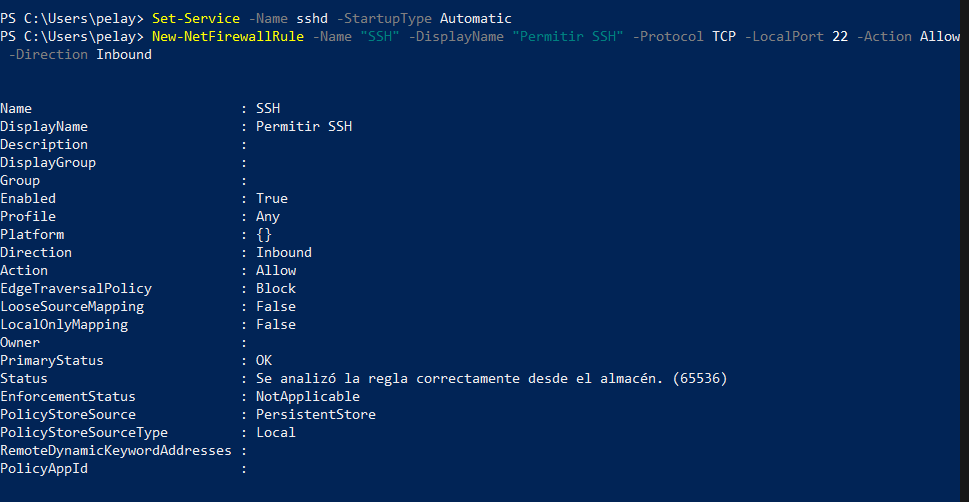 PS C:\Users\pelay> Set-Service -Name sshd -StartupType Automatic
PS C:\Users\pelay> New-NetFirewallRule -Name "SSH" -DisplayName "Permitir SSH" -Protocol TCP -LocalPort 22 -Action Allow
-Direction Inbound
Name : SSH
DisplayName : Permitir SSH
Description :
DisplayGroup :
Group :
Enabled : True
Profile : Any
Platform : {}
Direction : Inbound
Action : Allow
EdgeTraversalPolicy : Block
LooseSourceMapping : False
LocalOnlyMapping : False
Owner :
PrimaryStatus : OK
Status : Se analizó la regla correctamente desde el almacén. (65536)
EnforcementStatus : NotApplicable
PolicyStoreSource : PersistentStore
PolicyStoreSourceType : Local
RemoteDynamicKeywordAddresses :
PolicyAppId :